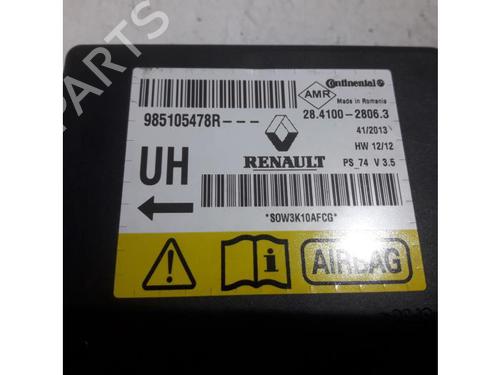 Continental
AMR
Made in Romania
985105478R---
28.4100-2806.3
41/2013
UH
RENAULT
HW 12/12
PS_74 V 3.5
*S0W3K10AFCG*
AIRBAG